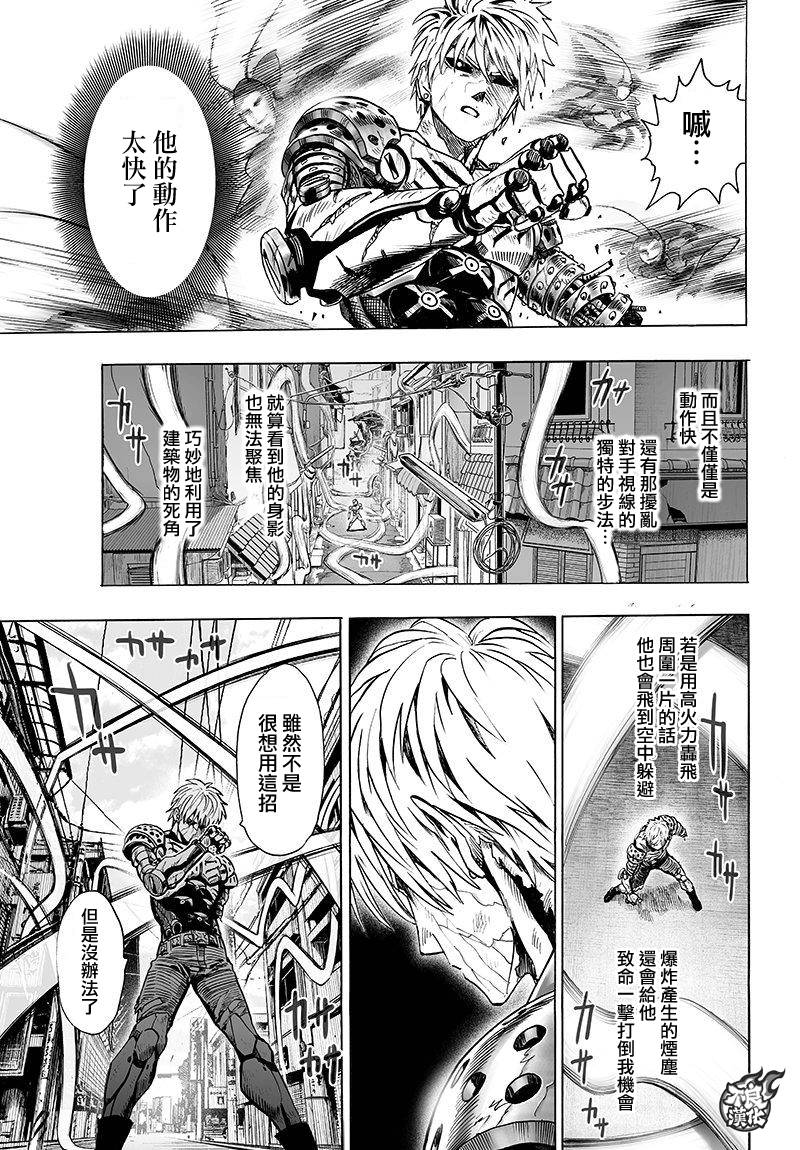 嘁…
他的動作
太快了
而且不僅僅是
動作快
還有那擾亂
對手視線的
獨特的步法…
就算看到他的身影
也無法聚焦
巧妙地利用了
建築物的死角
カサ
カサ
若是用高火力轟飛
周圍一片的話
他也會飛到空中躲避
爆炸產生的煙塵
還會給他
致命一擊打倒我機會
カサ
カサ
雖然不是
很想用這招
但是沒辦法了
カサ
カサ
漢化